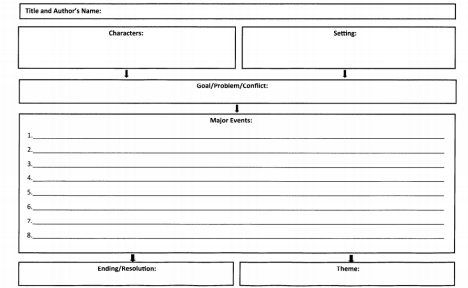 Title and Author's Name:
Characters:
Setting:
Goal/Problem/Conflict:
Major Events:
1.
2.
3.
4.
5.
6.
7.
8.
Ending/Resolution:
Theme: